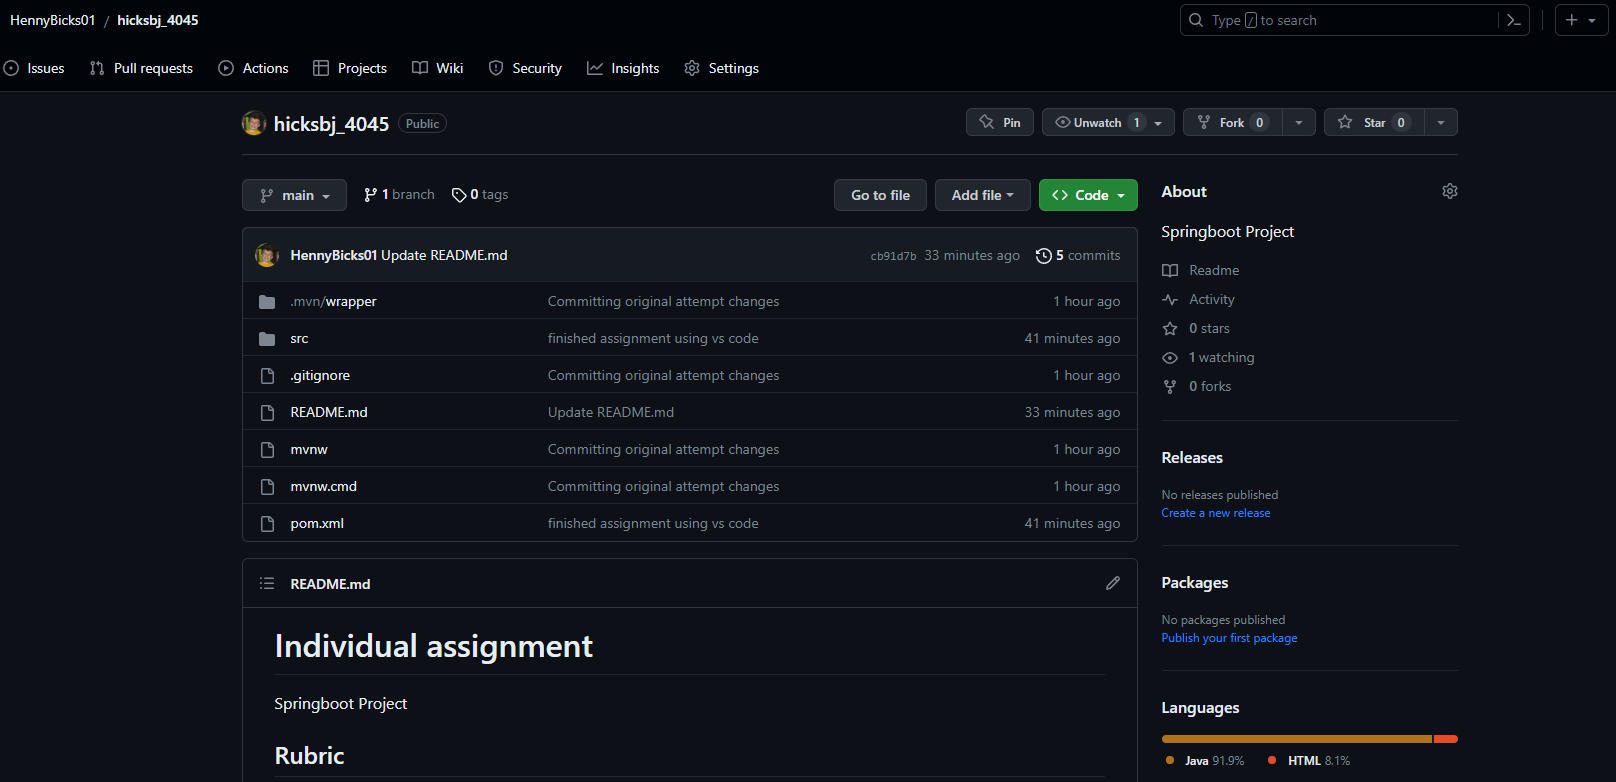 HennyBicks01 / hicksbj_4045
Type / to search
Issues Pull requests Actions Projects Wiki Security Insights Settings
hicksbj_4045 Public
Pin Unwatch 1 Fork 0 Star 0
main 1 branch 0 tags Go to file Add file Code
HennyBicks01 Update README.md cb91d7b 33 minutes ago 5 commits
.mvn/wrapper Committing original attempt changes 1 hour ago
src finished assignment using vs code 41 minutes ago
.gitignore Committing original attempt changes 1 hour ago
README.md Update README.md 33 minutes ago
mvnw Committing original attempt changes 1 hour ago
mvnw.cmd Committing original attempt changes 1 hour ago
pom.xml finished assignment using vs code 41 minutes ago
README.md
Individual assignment
Springboot Project
Rubric
About
Springboot Project
Readme
Activity
0 stars
1 watching
0 forks
Releases
No releases published
Create a new release
Packages
No packages published
Publish your first package
Languages
Java 91.9% HTML 8.1%